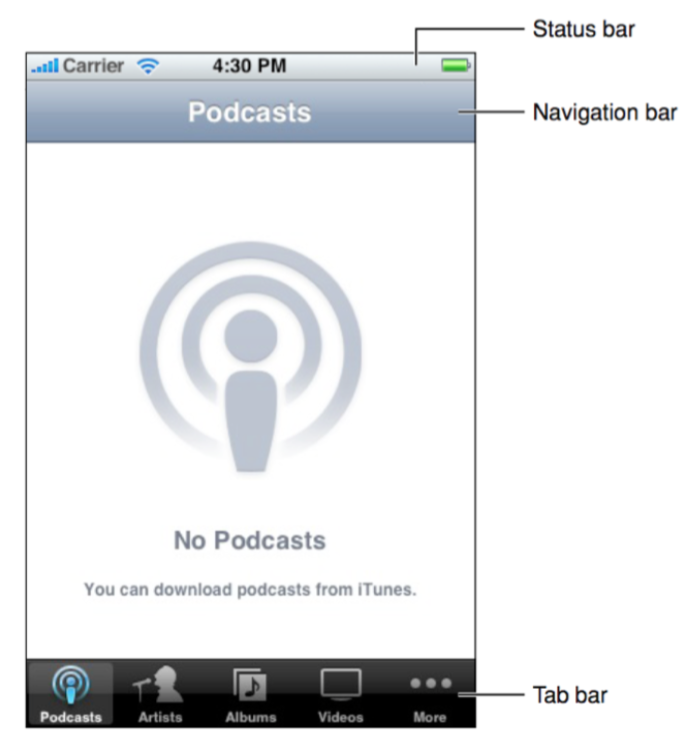 Status bar
Carrier 4:30 PM
Podcasts
Navigation bar
No Podcasts
You can download podcasts from iTunes.
Podcasts Artists Albums Videos More
Tab bar